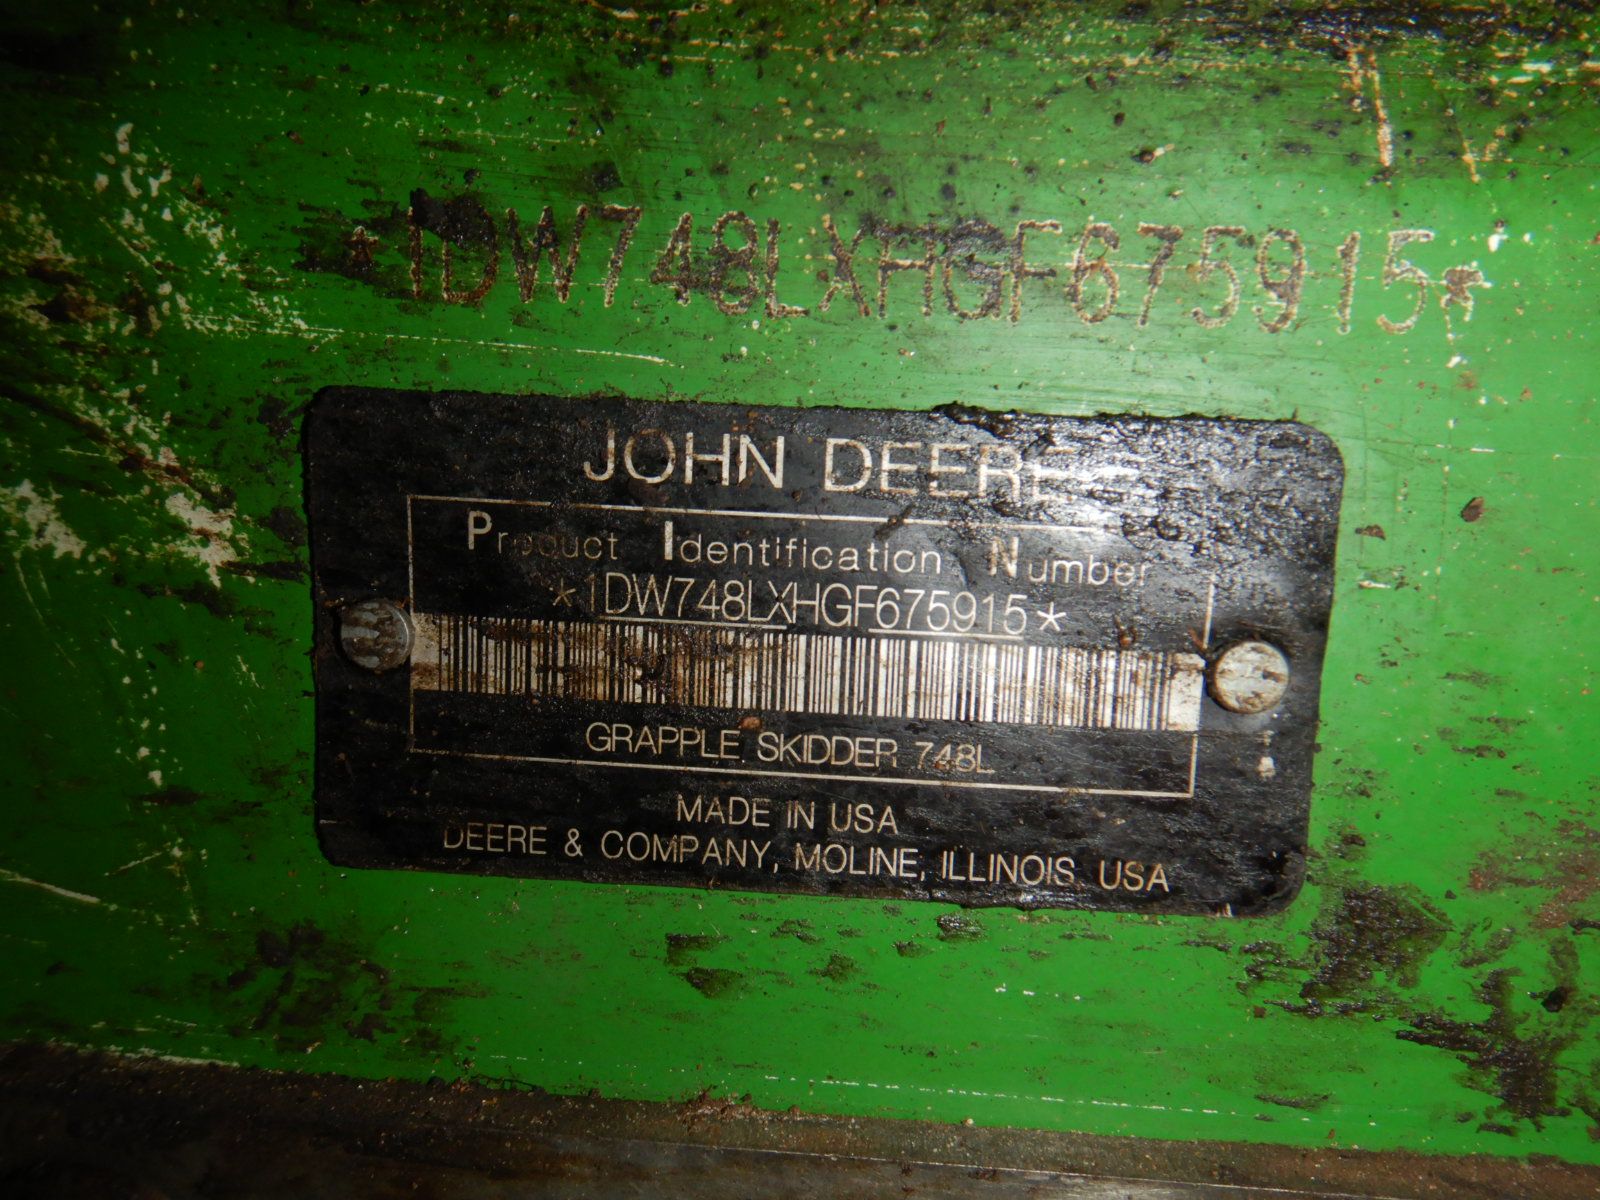 *1DW748LXHGF675915*
JOHN DEERE
Product Identification Number
*1DW748LXHGF675915*
GRAPPLE SKIDDER 748L
MADE IN USA
DEERE & COMPANY, MOLINE, ILLINOIS USA